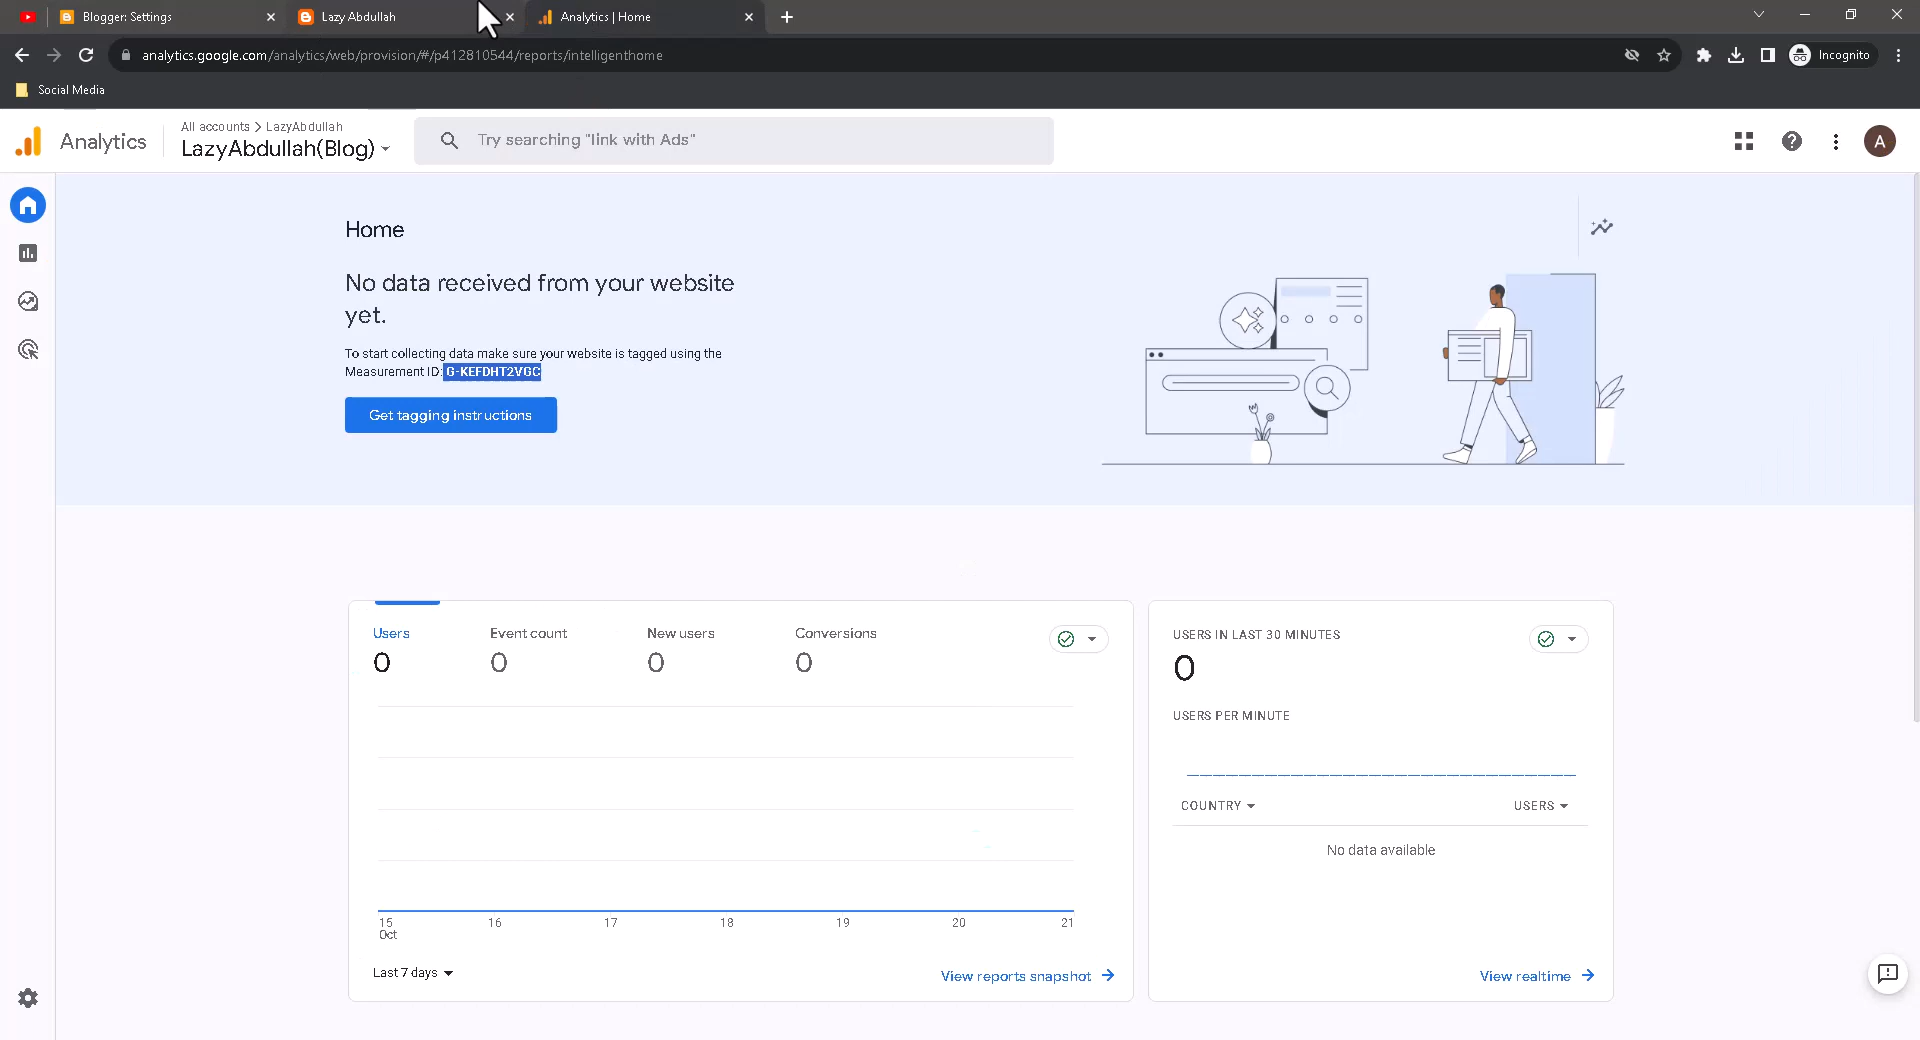 Blogger: Settings
Lazy Abdullah
Analytics | Home
analytics.google.com/analytics/web/provision/#/p412810544/reports/intelligenthome
Incognito
Social Media
Analytics
All accounts > LazyAbdullah
LazyAbdullah(Blog)
Try searching "link with Ads"
A
Home
No data received from your website
yet.
To start collecting data make sure your website is tagged using the
Measurement ID: G-KEFDHT2VGC
Get tagging instructions
Users
Event count
New users
Conversions
0
0
0
0
15
Oct
16
17
18
19
20
21
Last 7 days
View reports snapshot
USERS IN LAST 30 MINUTES
0
USERS PER MINUTE
COUNTRY
USERS
No data available
View realtime